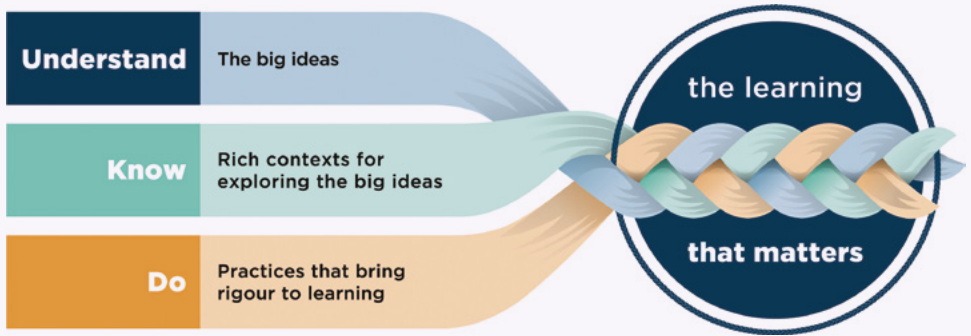 Understand
The big ideas
Know
Rich contexts for
exploring the big ideas
Do
Practices that bring
rigour to learning
the learning
that matters